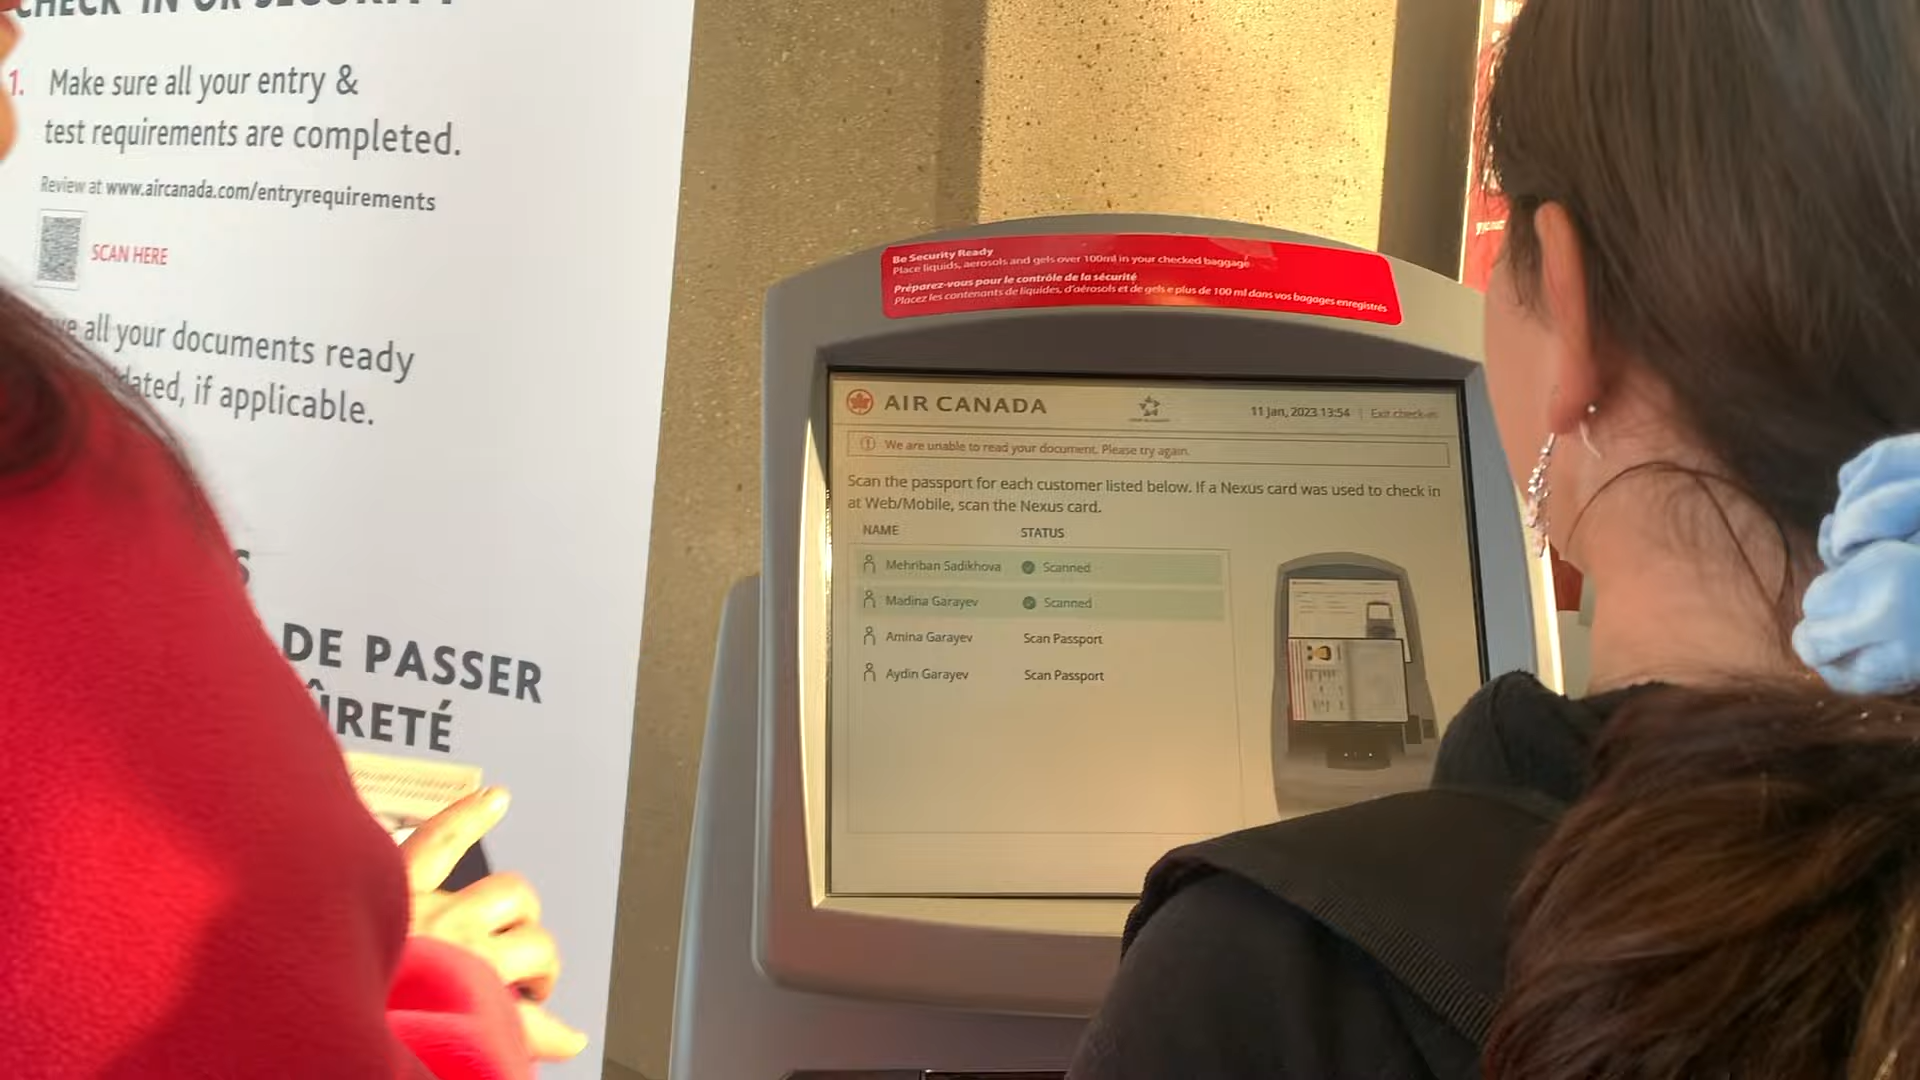 CHECK-IN OR SECURITY
1. Make sure all your entry &
test requirements are completed.
Review at www.aircanada.com/entryrequirements
SCAN HERE
all your documents ready
if applicable.
DE PASSER
Be Security Ready
Place liquids, aerosols and gels over 100ml in your checked baggage
Préparez-vous pour le contrôle de la sécurité
Placez les contenants de liquides, d'aérosols et de gels e plus de 100 ml dans vos bagages enregistrés
AIR CANADA
11 Jan, 2023 13:54 | Exit check-in
We are unable to read your document. Please try again.
Scan the passport for each customer listed below. If a Nexus card was used to check in
at Web/Mobile, scan the Nexus card.
NAME STATUS
Mehriban Sadikhova Scanned
Madina Garayev Scanned
Amina Garayev Scan Passport
Aydin Garayev Scan Passport